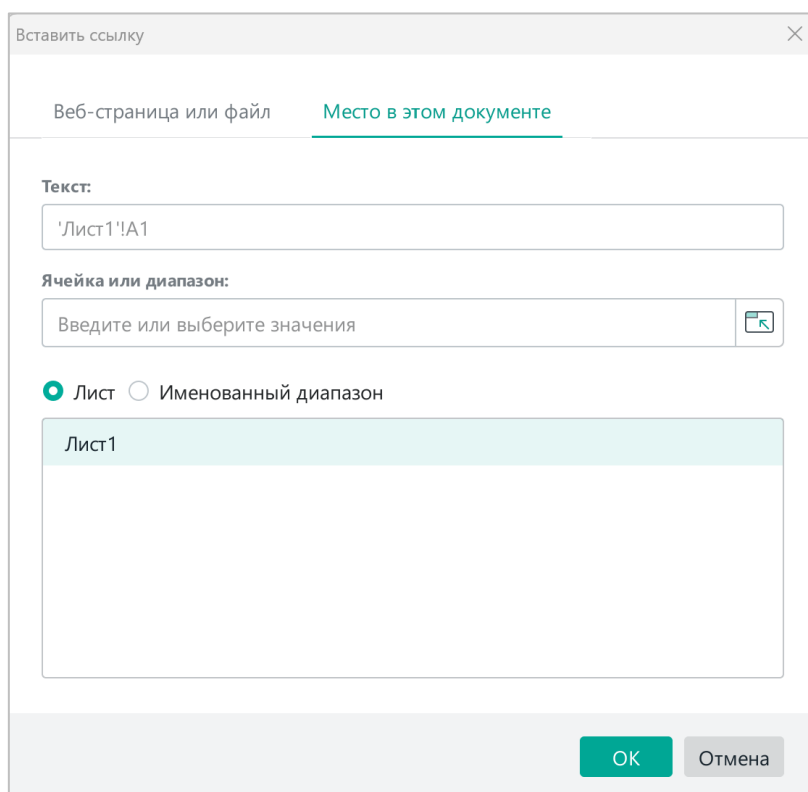 Вставить ссылку
Веб-страница или файл Место в этом документе
Текст:
'Лист1'!A1
Ячейка или диапазон:
Введите или выберите значения
Лист Именованный диапазон
Лист1
ОК Отмена